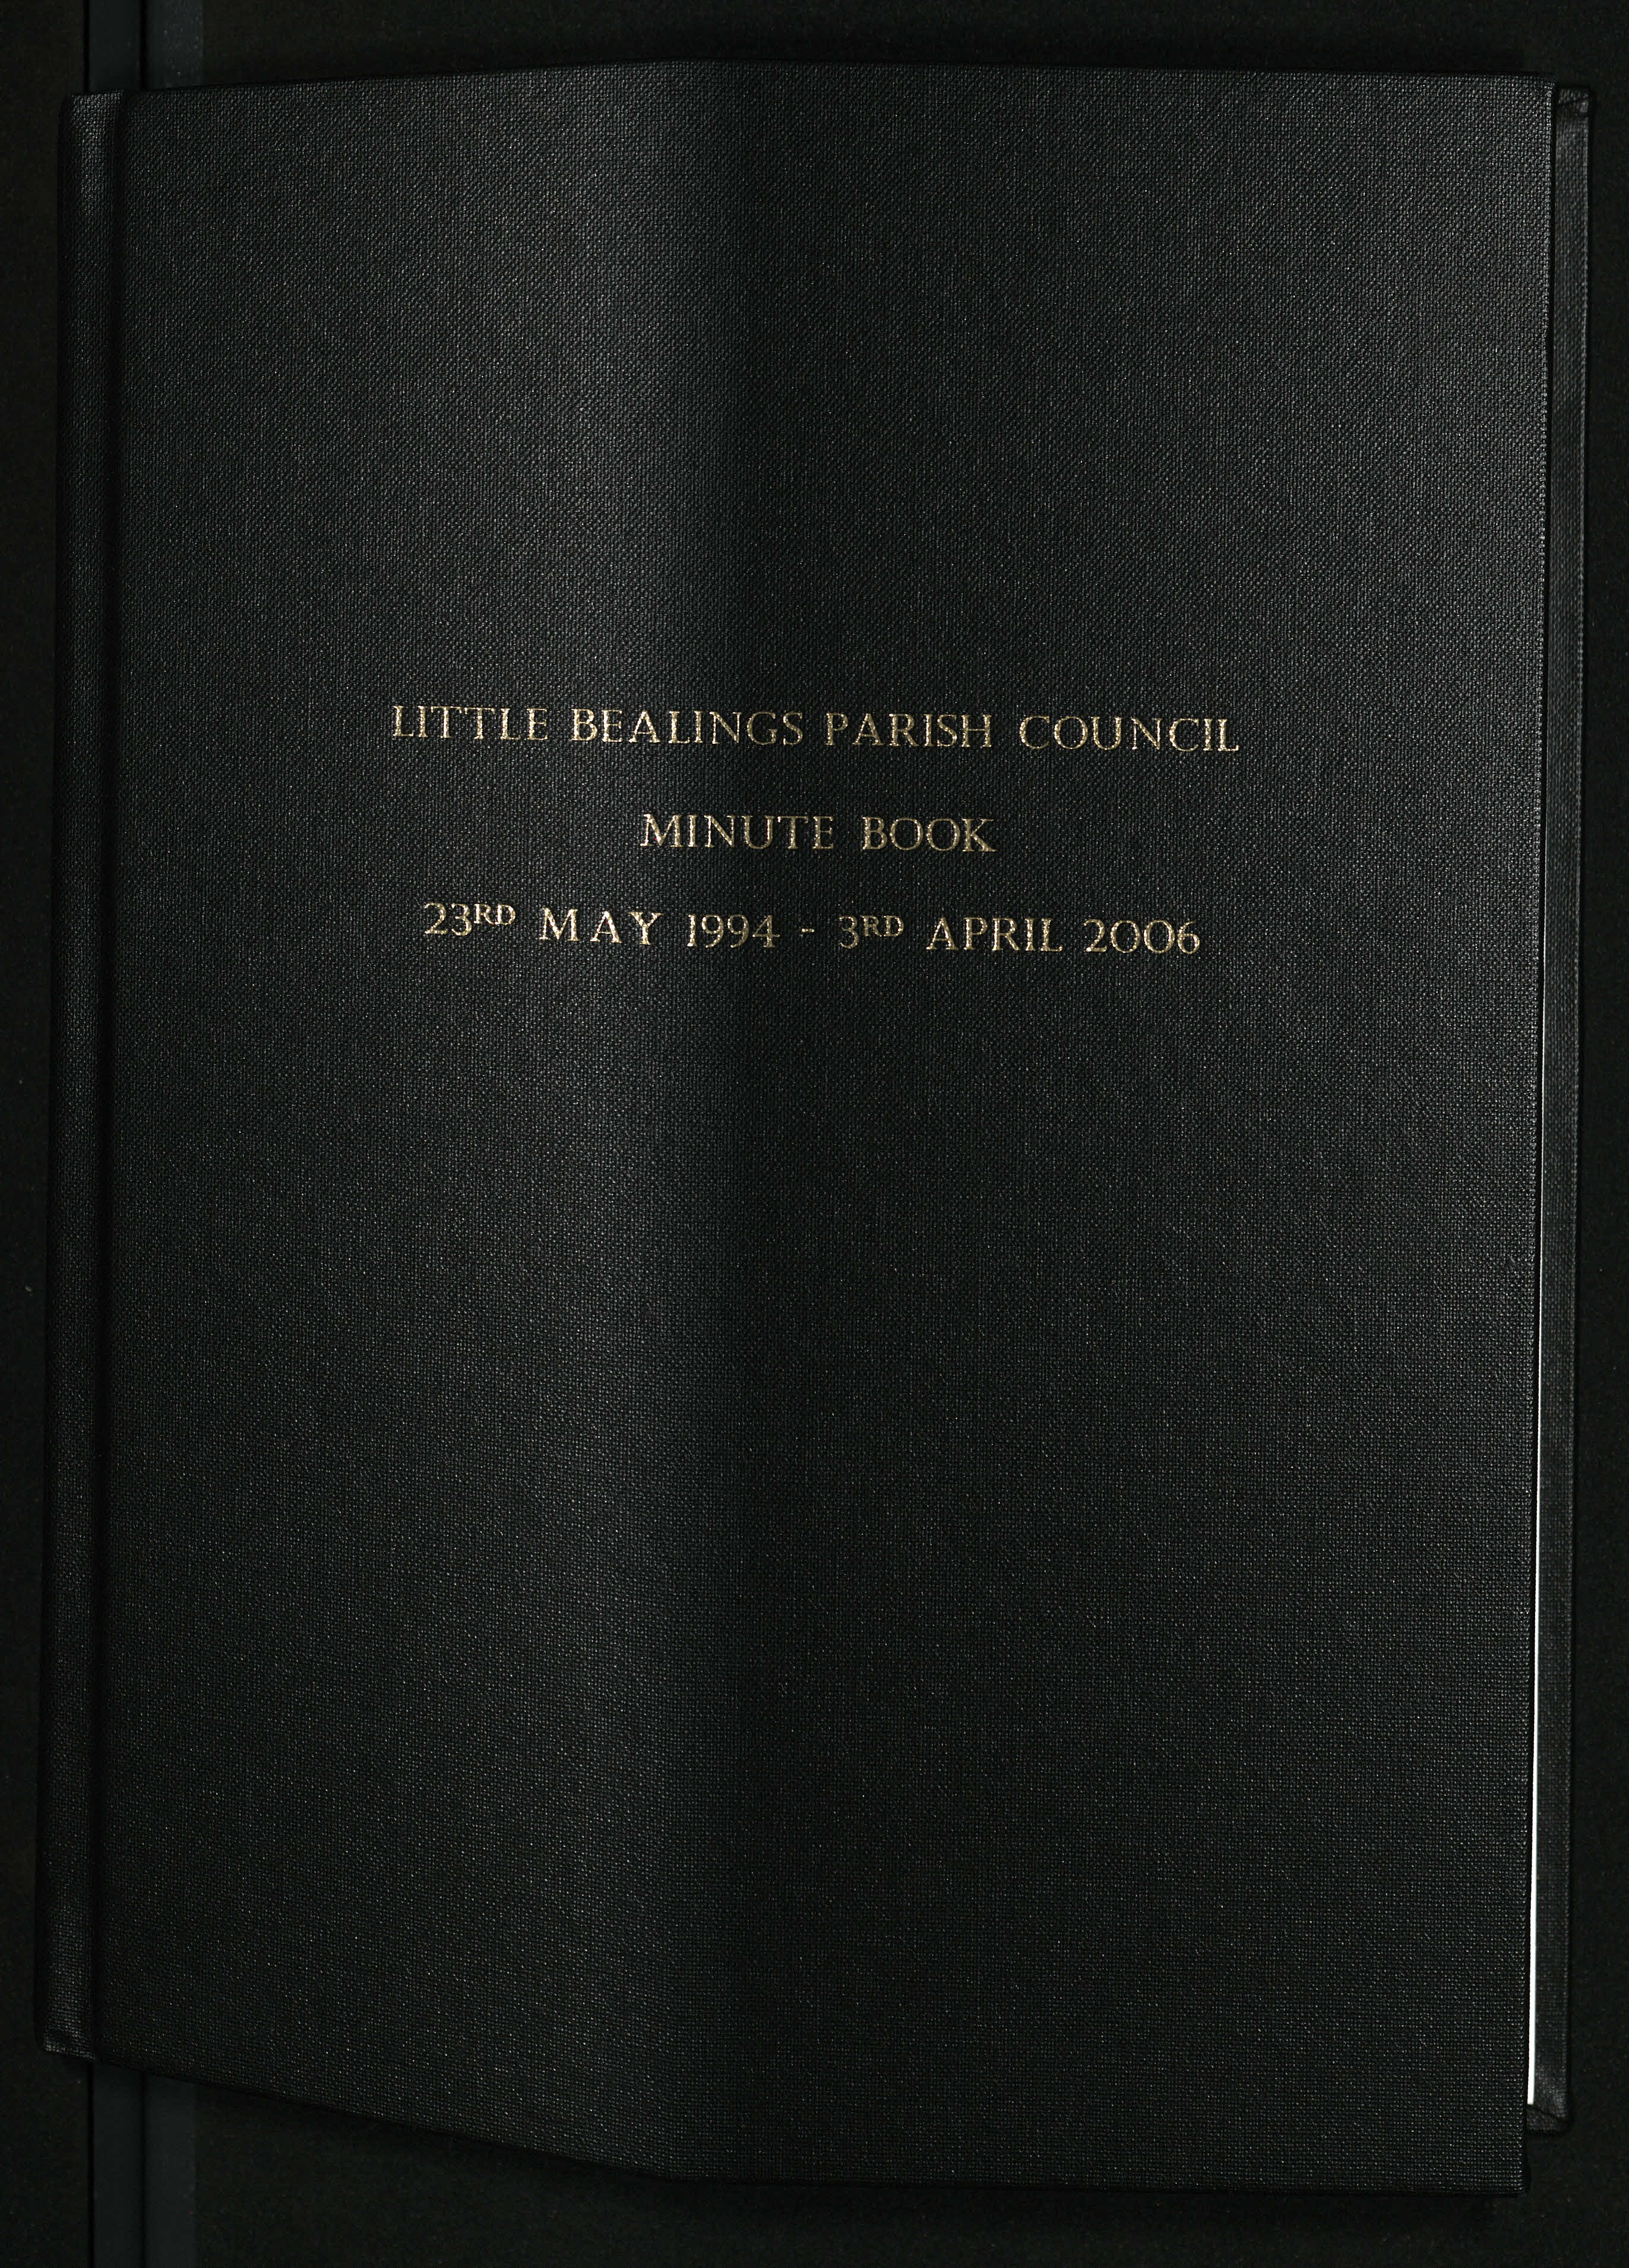 LITTLE BEALINGS PARISH COUNCIL
MINUTE BOOK
23RD MAY 1994 - 3RD APRIL 2006